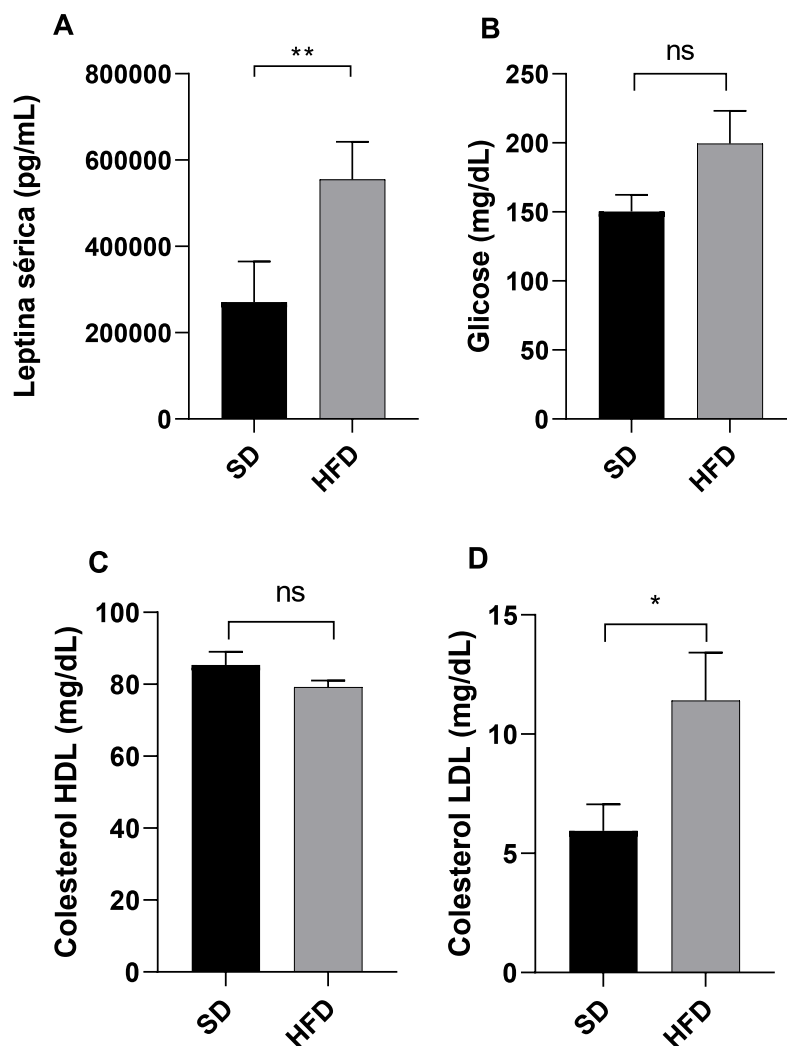 A
**
Leptina sérica (pg/mL)
800000
600000
400000
200000
0
SD
HFD
B
ns
Glicose (mg/dL)
250
200
150
100
50
0
SD
HFD
C
ns
Colesterol HDL (mg/dL)
100
80
60
40
20
0
SD
HFD
D
*
Colesterol LDL (mg/dL)
15
10
5
0
SD
HFD